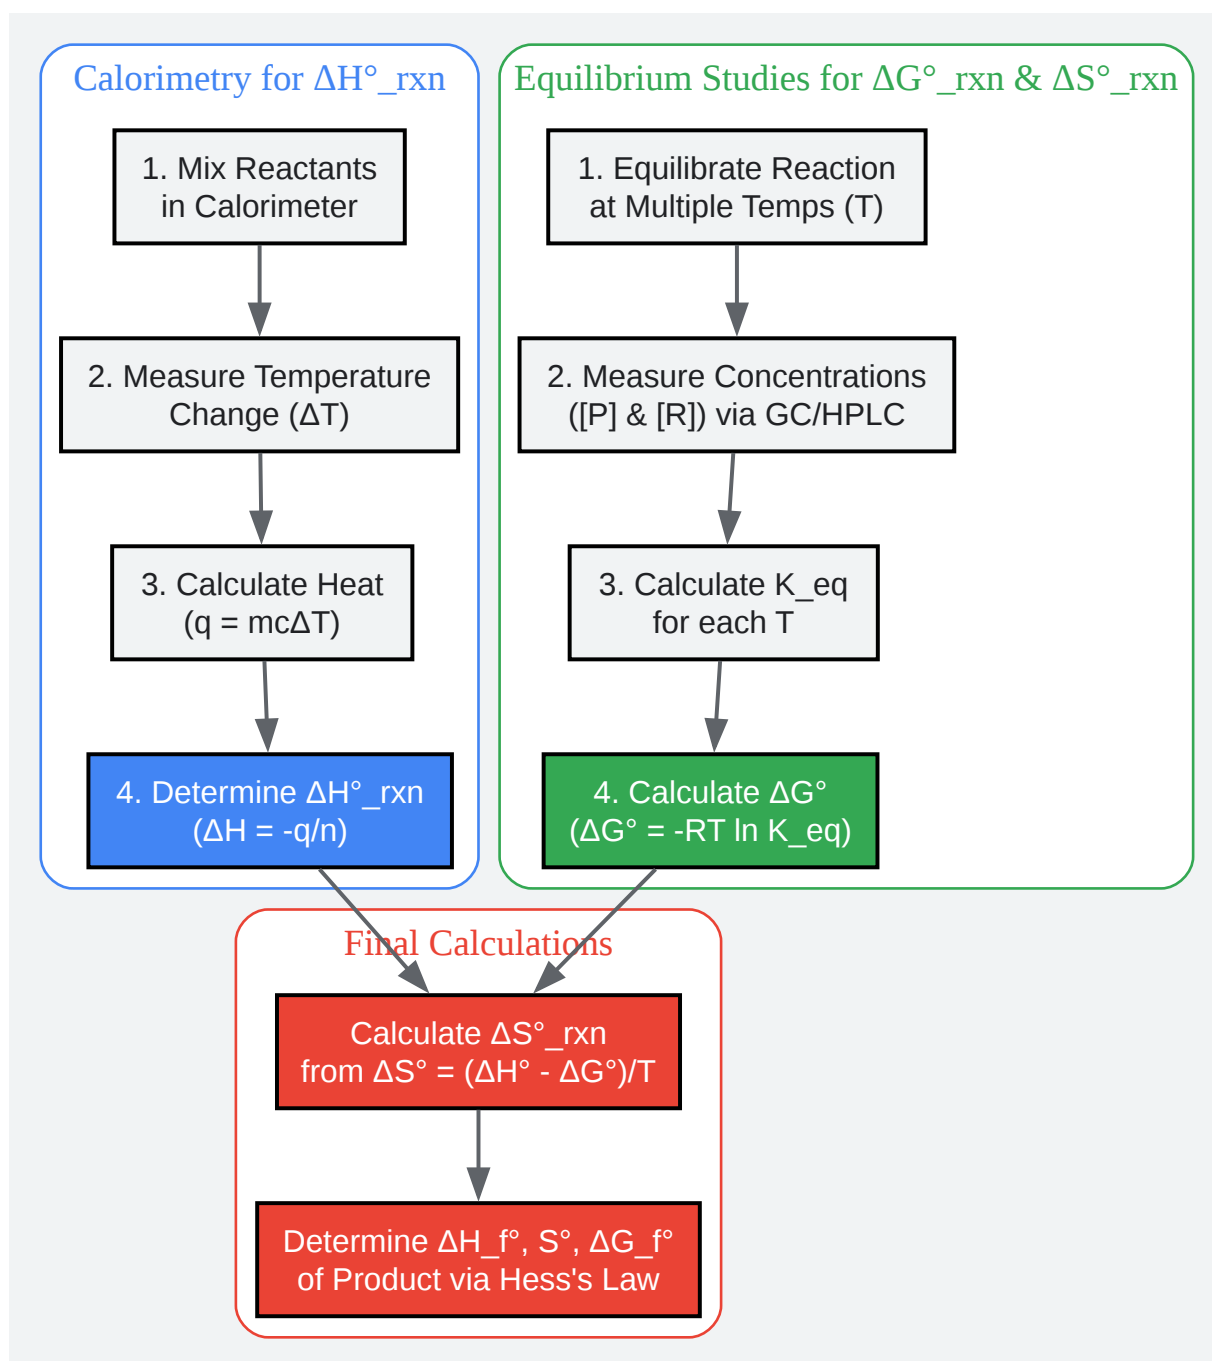 Calorimetry for ΔH°_rxn
1. Mix Reactants
in Calorimeter
2. Measure Temperature
Change (ΔT)
3. Calculate Heat
(q = mcΔT)
4. Determine ΔH°_rxn
(ΔH = -q/n)
Equilibrium Studies for ΔG°_rxn & ΔS°_rxn
1. Equilibrate Reaction
at Multiple Temps (T)
2. Measure Concentrations
([P] & [R]) via GC/HPLC
3. Calculate K_eq
for each T
4. Calculate ΔG°
(ΔG° = -RT ln K_eq)
Final Calculations
Calculate ΔS°_rxn
from ΔS° = (ΔH° - ΔG°)/T
Determine ΔH_f°, S°, ΔG_f°
of Product via Hess's Law